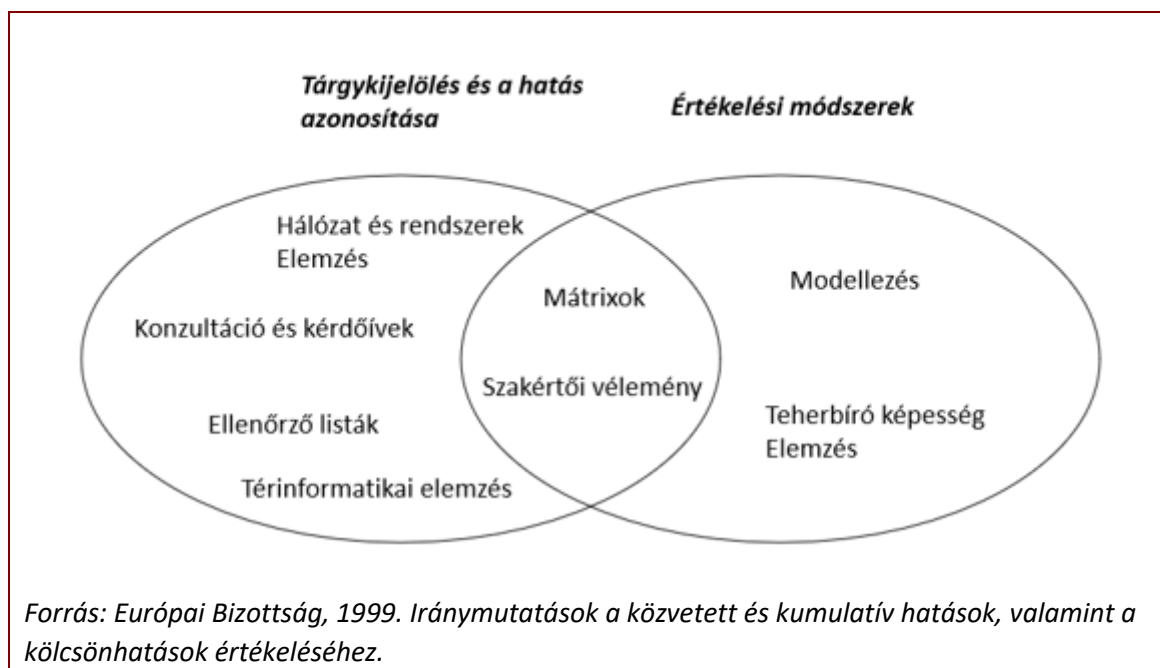 Tárgykijelölés és a hatás
azonosítása
Értékelési módszerek
Hálózat és rendszerek
Elemzés
Konzultáció és kérdőívek
Ellenőrző listák
Térinformatikai elemzés
Mátrixok
Szakértői vélemény
Modellezés
Teherbíró képesség
Elemzés
Forrás: Európai Bizottság, 1999. Iránymutatások a közvetett és kumulatív hatások, valamint a
kölcsönhatások értékeléséhez.